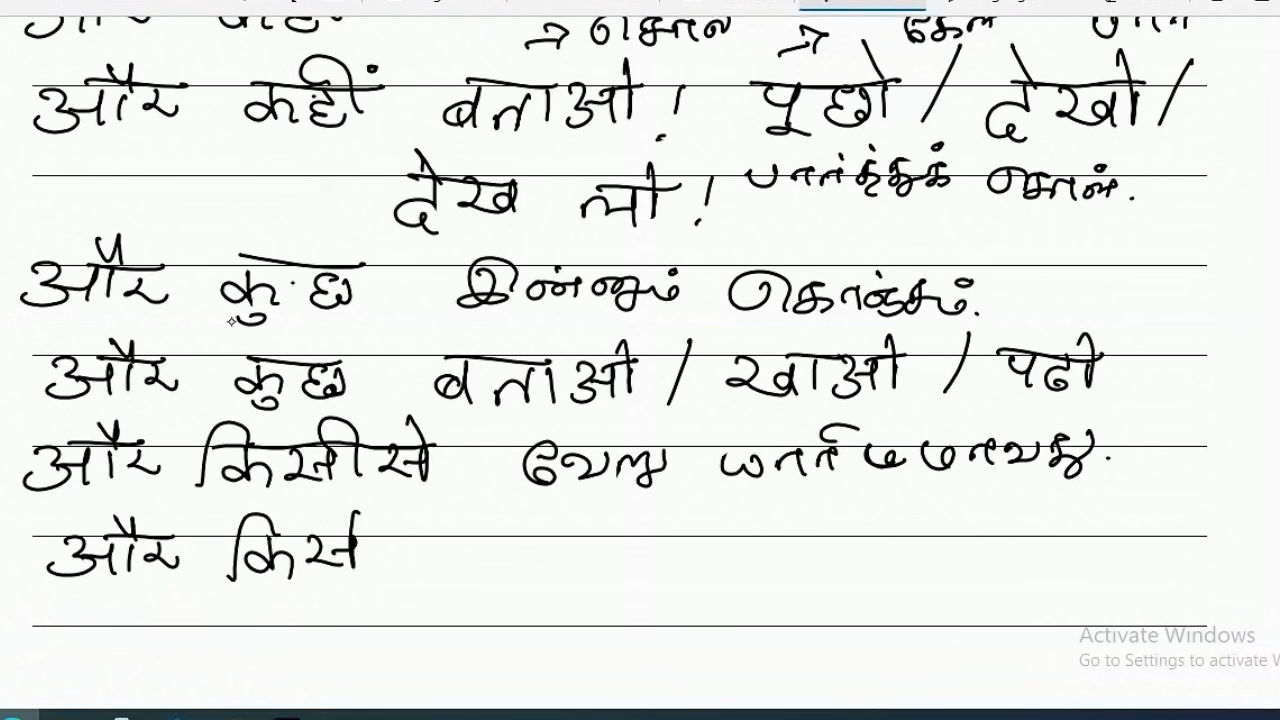 और कहीं बताओ! पूछो / देखो /
देख लो! பார்த்துக் கொள்.
और कुछ இன்னும் கொஞ்சம்.
और कुछ बताओ / खाओ / पढो
और किसीसे வேறு யார்ட்டயாவது.
और किस
Activate Windows
Go to Settings to activate W